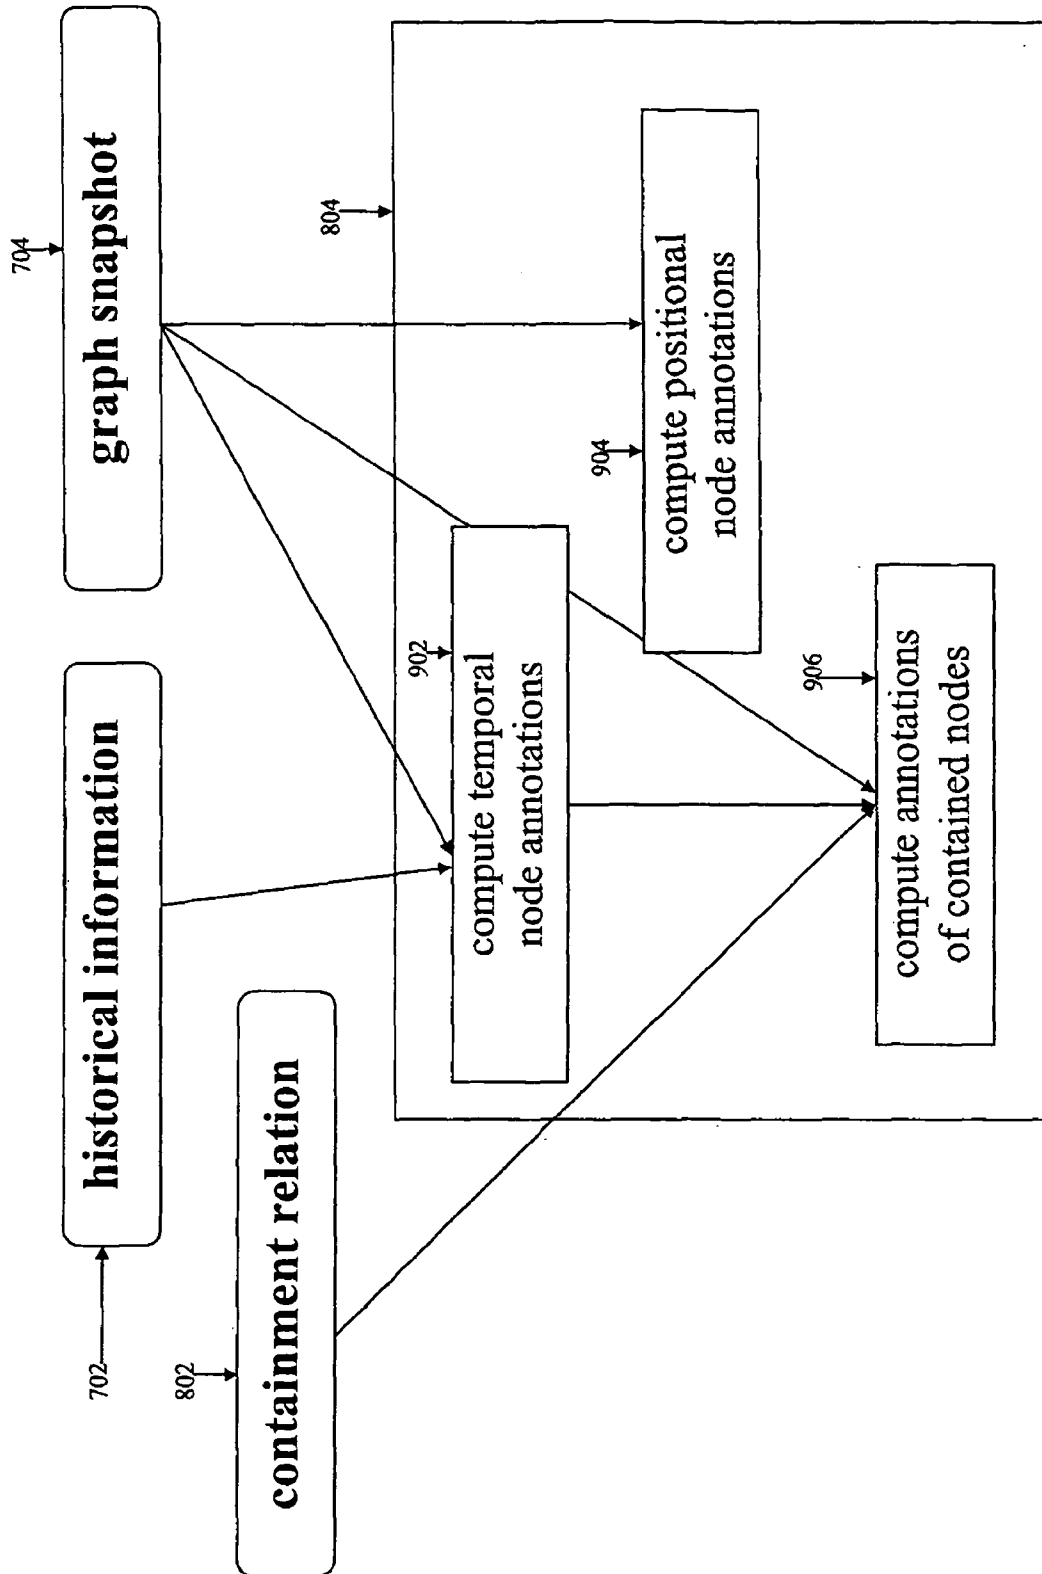 702
historical information
704
graph snapshot
802
containment relation
804
902
compute temporal
node annotations
904
compute positional
node annotations
906
compute annotations
of contained nodes